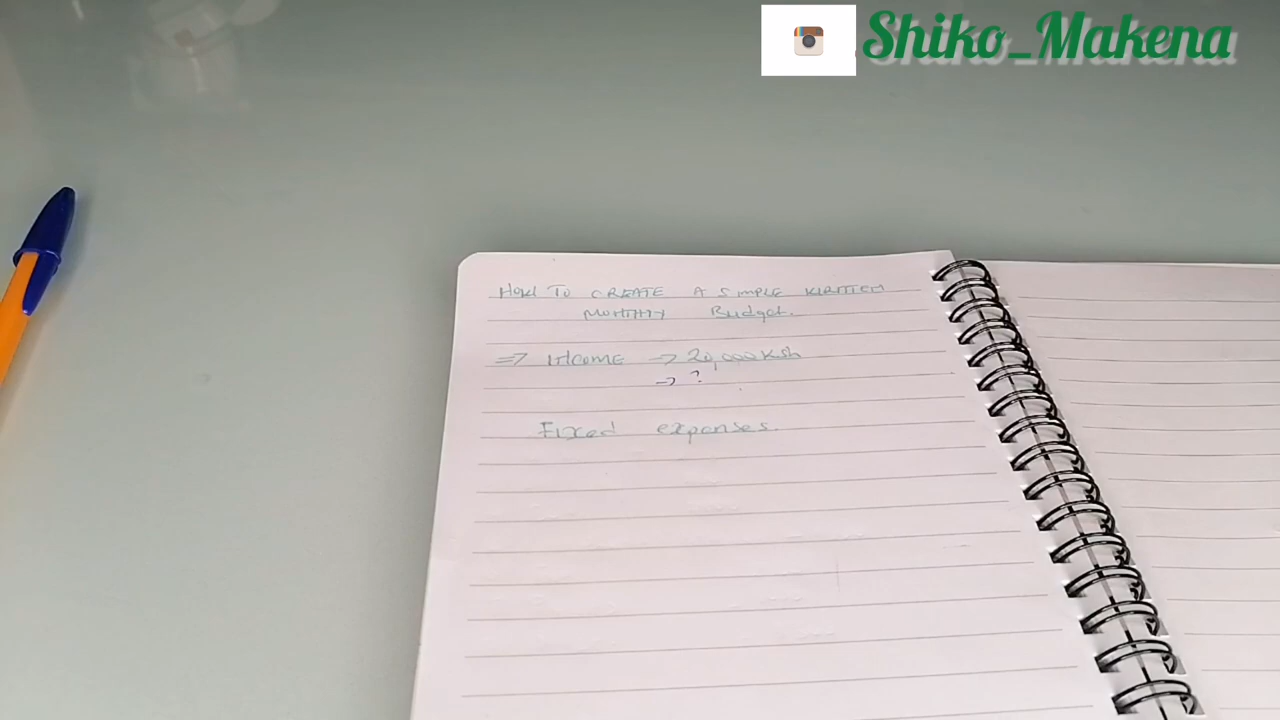 Shiko_Makena
HOW TO CREATE A SIMPLE WRITTEN
MONTHLY Budget.
=> INCOME -> 20,000 Ksh
-> ?
Fixed expenses.